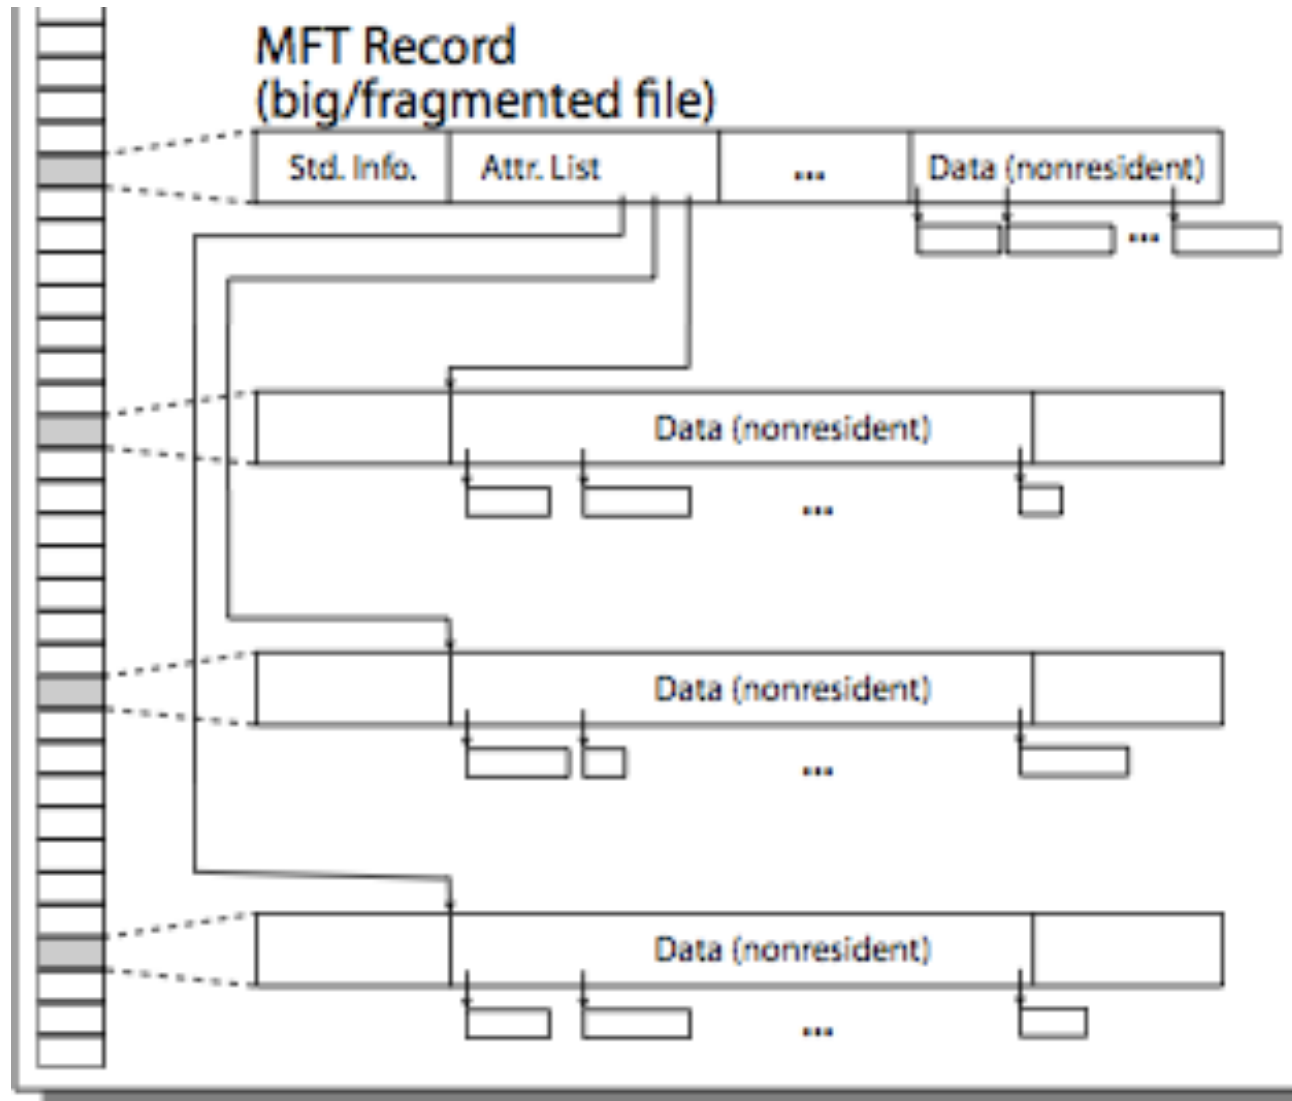 MFT Record
(big/fragmented file)
Std. Info. Attr. List ... Data (nonresident)
...
Data (nonresident)
...
Data (nonresident)
...
Data (nonresident)
...